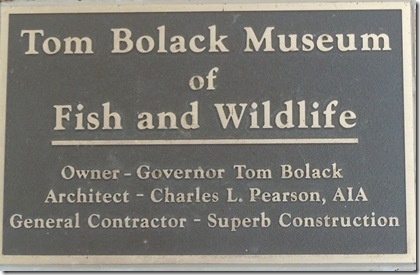 Tom Bolack Museum
of
Fish and Wildlife
Owner - Governor Tom Bolack
Architect - Charles L. Pearson, AIA
General Contractor - Superb Construction